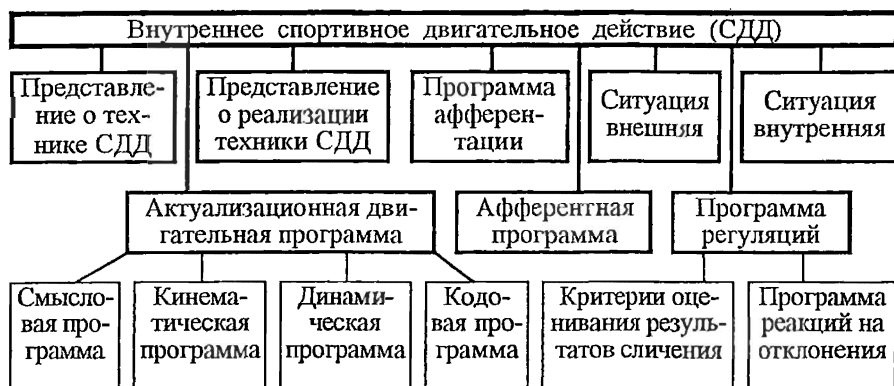 Внутреннее спортивное двигательное действие (СДД)
Представле-
ние о тех-
нике СДД
Представление
о реализации
техники СДД
Программа
афферен-
тации
Ситуация
внешняя
Ситуация
внутренняя
Актуализационная дви-
гательная программа
Афферентная
программа
Программа
регуляций
Смысло-
вая про-
грамма
Кинема-
тическая
программа
Динами-
ческая
программа
Кодо-
вая про-
грамма
Критерии оце-
нивания резуль-
татов сличения
Программа
реакций на
отклонения